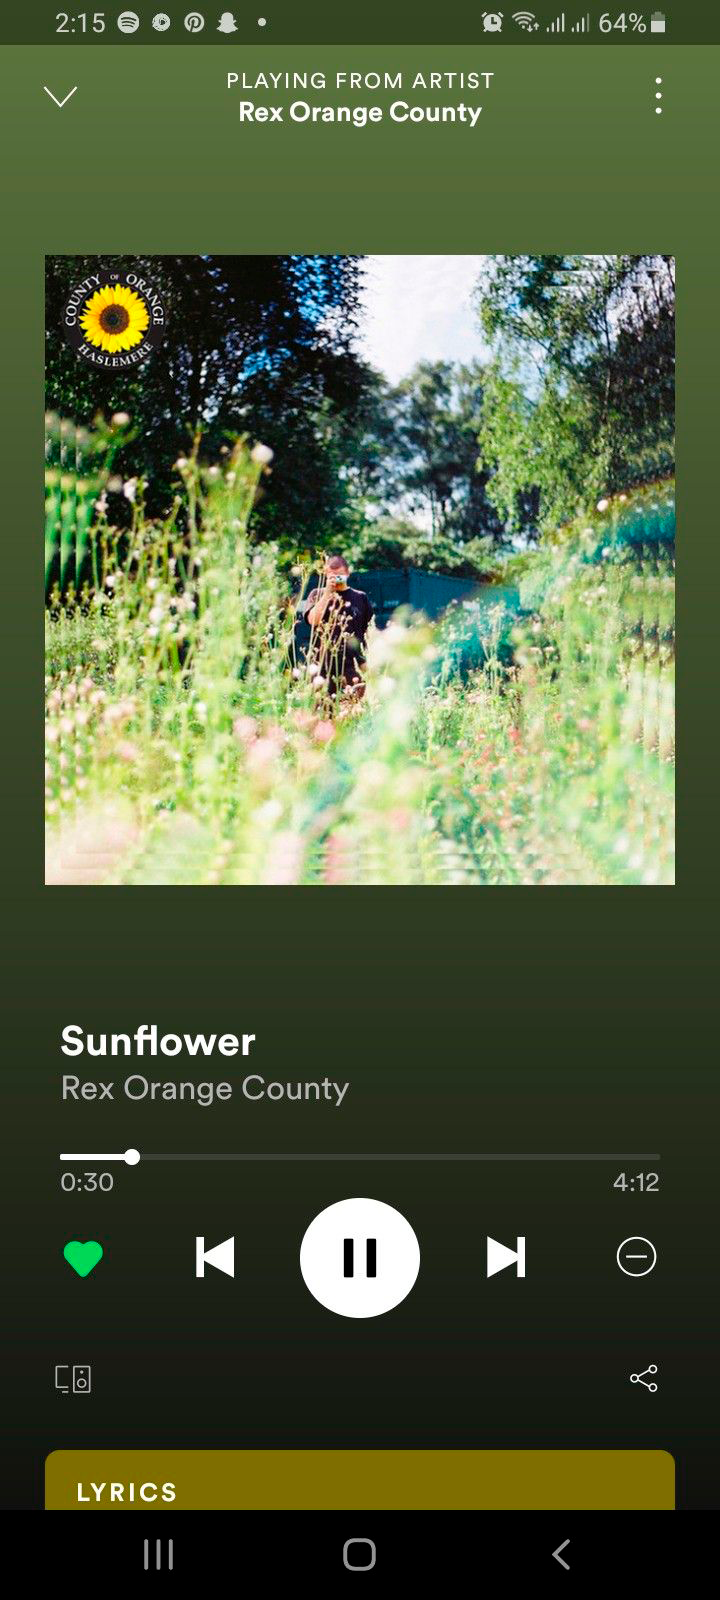 2:15 64%
PLAYING FROM ARTIST
Rex Orange County
COUNTY OF ORANGE
HASLEMERE
Sunflower
Rex Orange County
0:30 4:12
LYRICS